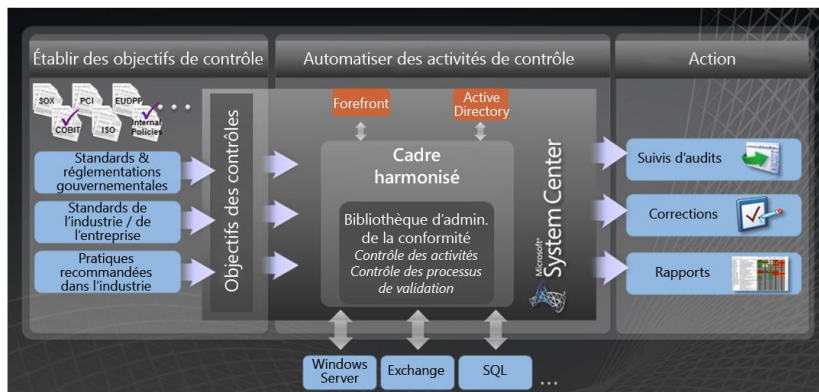 Établir des objectifs de contrôle
Automatiser des activités de contrôle
Action
SOX
PCI
EUDPP
COBIT
ISO
Internal
Policies
Standards &
réglementations
gouvernementales
Standards de
l'industrie / de
l'entreprise
Pratiques
recommandées
dans l'industrie
Objectifs des contrôles
Forefront
Active
Directory
Cadre
harmonisé
Bibliothèque d'admin.
de la conformité
Contrôle des activités
Contrôle des processus
de validation
Microsoft®
System Center
Suivis d'audits
Corrections
Rapports
Windows
Server
Exchange
SQL
...